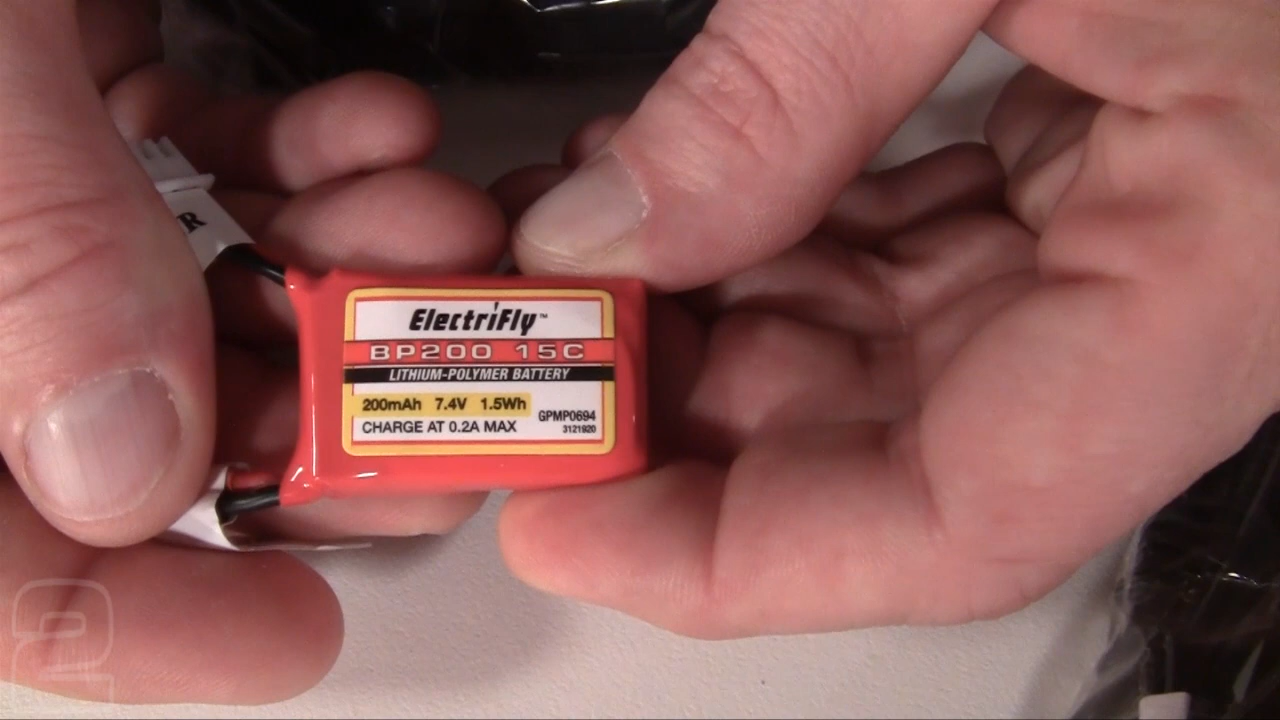 R
ElectriFly™
BP200 15C
LITHIUM-POLYMER BATTERY
200mAh 7.4V 1.5Wh
GPMP0694
CHARGE AT 0.2A MAX
3121920